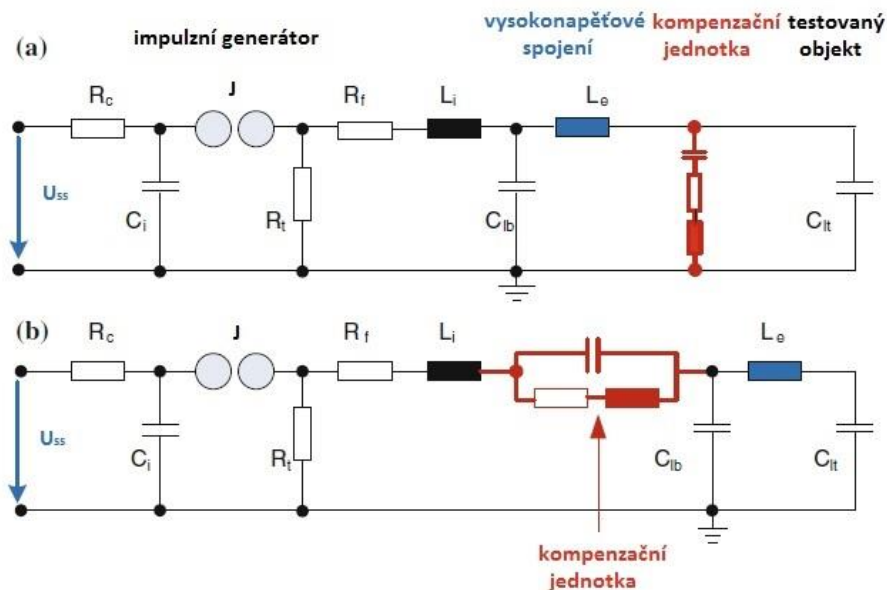 impulzní generátor
vysokonapěťové
spojení
kompenzační
jednotka
testovaný
objekt
(a)
Rc
J
Rf
Li
Le
Uss
Ci
Rt
Clb
Clt
(b)
Rc
J
Rf
Li
Le
Uss
Ci
Rt
Clb
Clt
kompenzační
jednotka